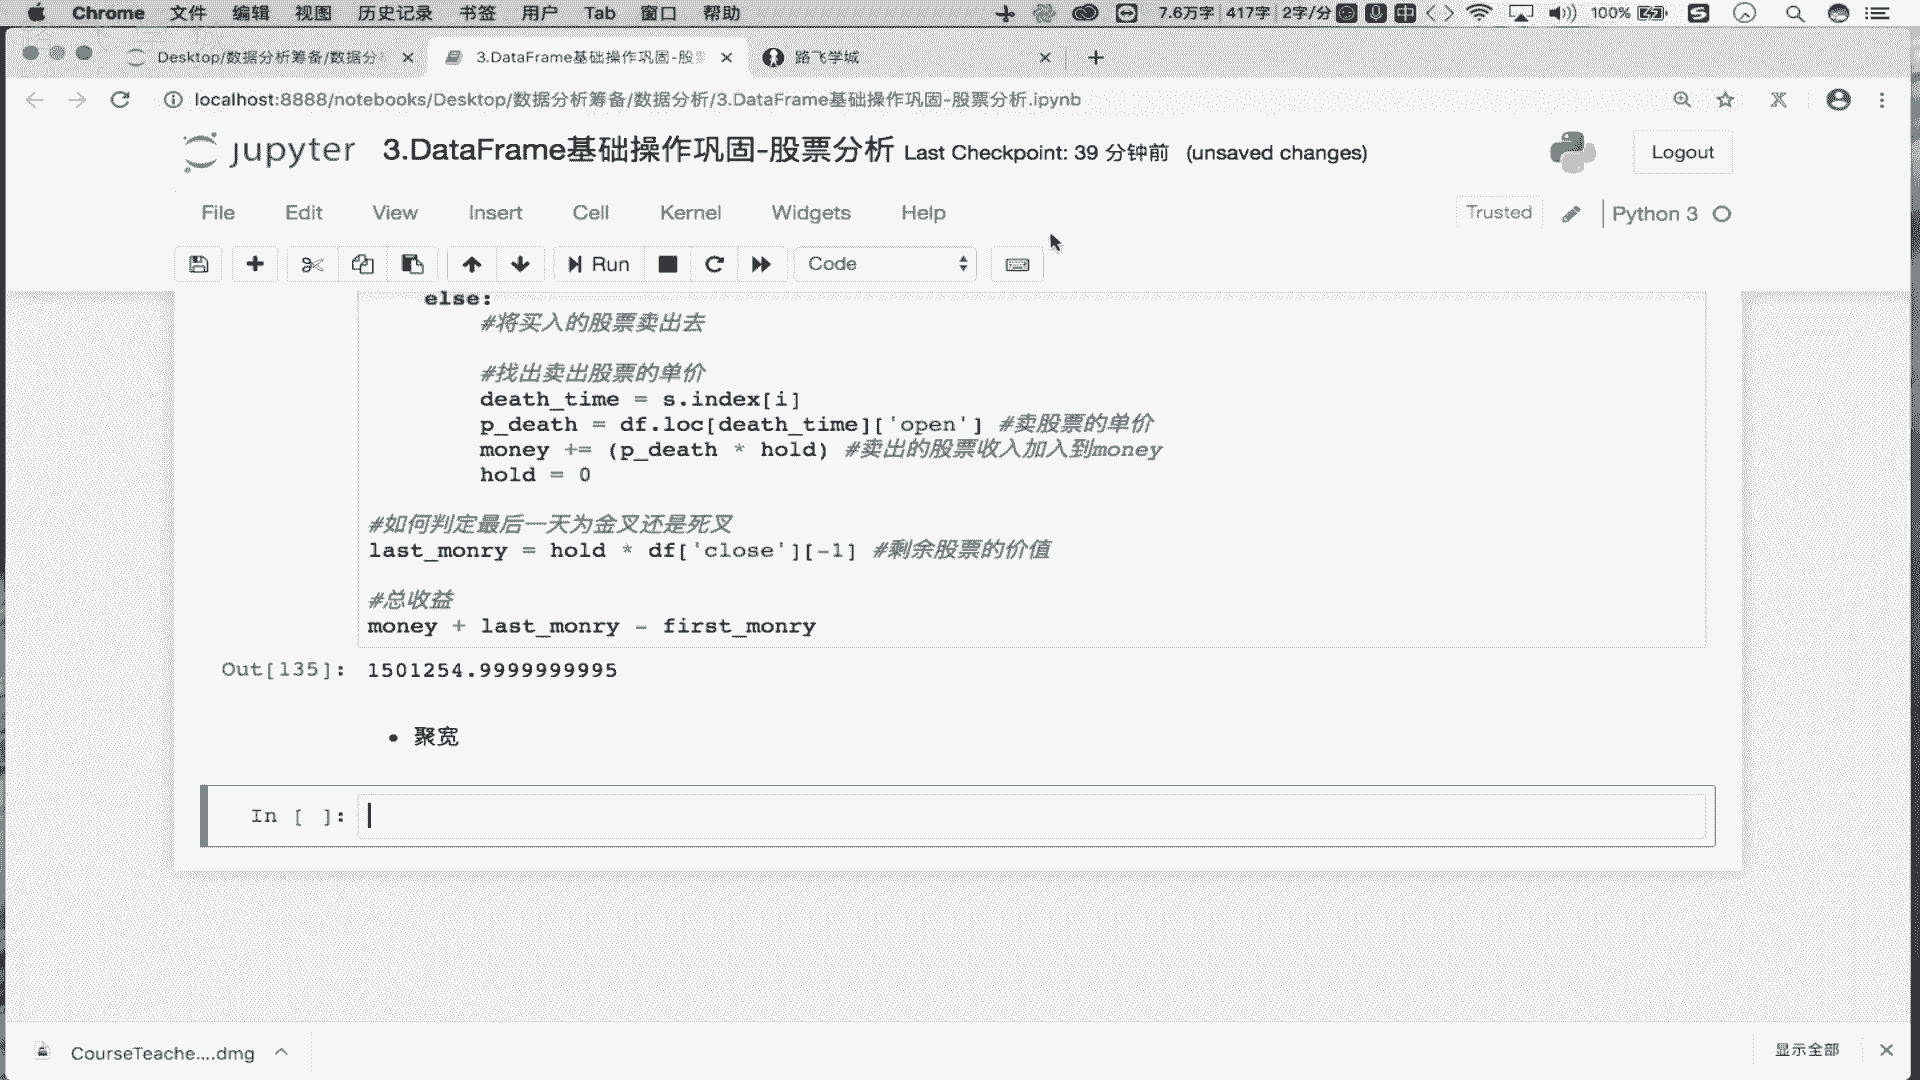 Chrome 文件 编辑 视图 历史记录 书签 用户 Tab 窗口 帮助 7.6万字 417字 2字/分 中 100%
Desktop/数据分析筹备/数据分 3.DataFrame基础操作巩固-股 路飞学城
localhost:8888/notebooks/Desktop/数据分析筹备/数据分析/3.DataFrame基础操作巩固-股票分析.ipynb
jupyter 3.DataFrame基础操作巩固-股票分析 Last Checkpoint: 39 分钟前 (unsaved changes) Logout
File Edit View Insert Cell Kernel Widgets Help Trusted Python 3
Run Code
else:
#将买入的股票卖出去
#找出卖出股票的单价
death_time = s.index[i]
p_death = df.loc[death_time]['open'] #卖股票的单价
money += (p_death * hold) #卖出的股票收入加入到money
hold = 0
#如何判定最后一天为金叉还是死叉
last_monry = hold * df['close'][-1] #剩余股票的价值
#总收益
money + last_monry - first_monry
Out[135]: 1501254.9999999995
• 聚宽
In [ ]:
CourseTeache....dmg 显示全部